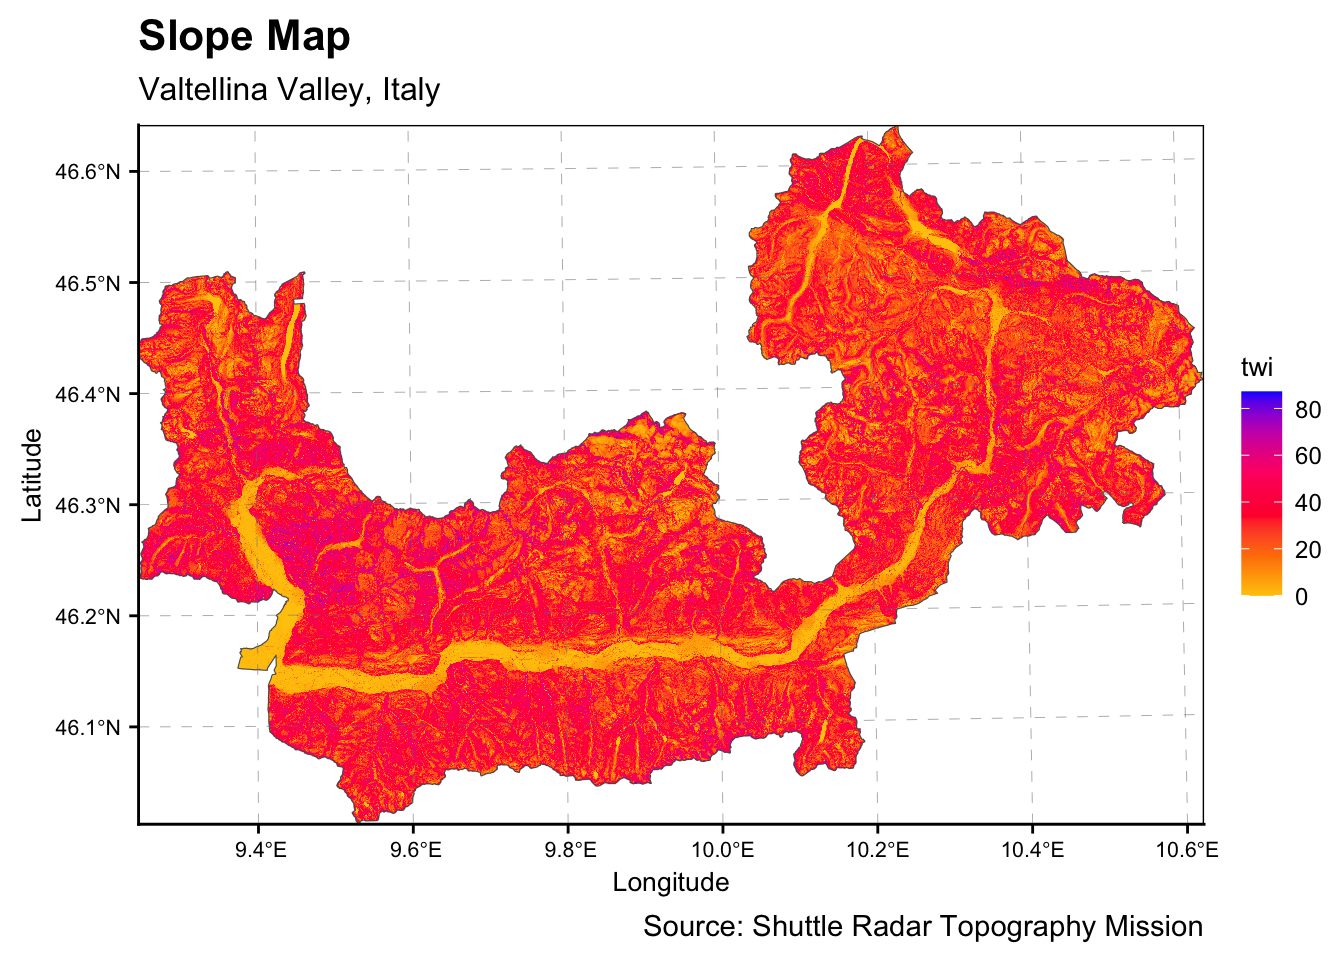 Slope Map
Valtellina Valley, Italy
46.6°N
46.5°N
46.4°N
46.3°N
46.2°N
46.1°N
Latitude
9.4°E 9.6°E 9.8°E 10.0°E 10.2°E 10.4°E 10.6°E
Longitude
twi
80
60
40
20
0
Source: Shuttle Radar Topography Mission